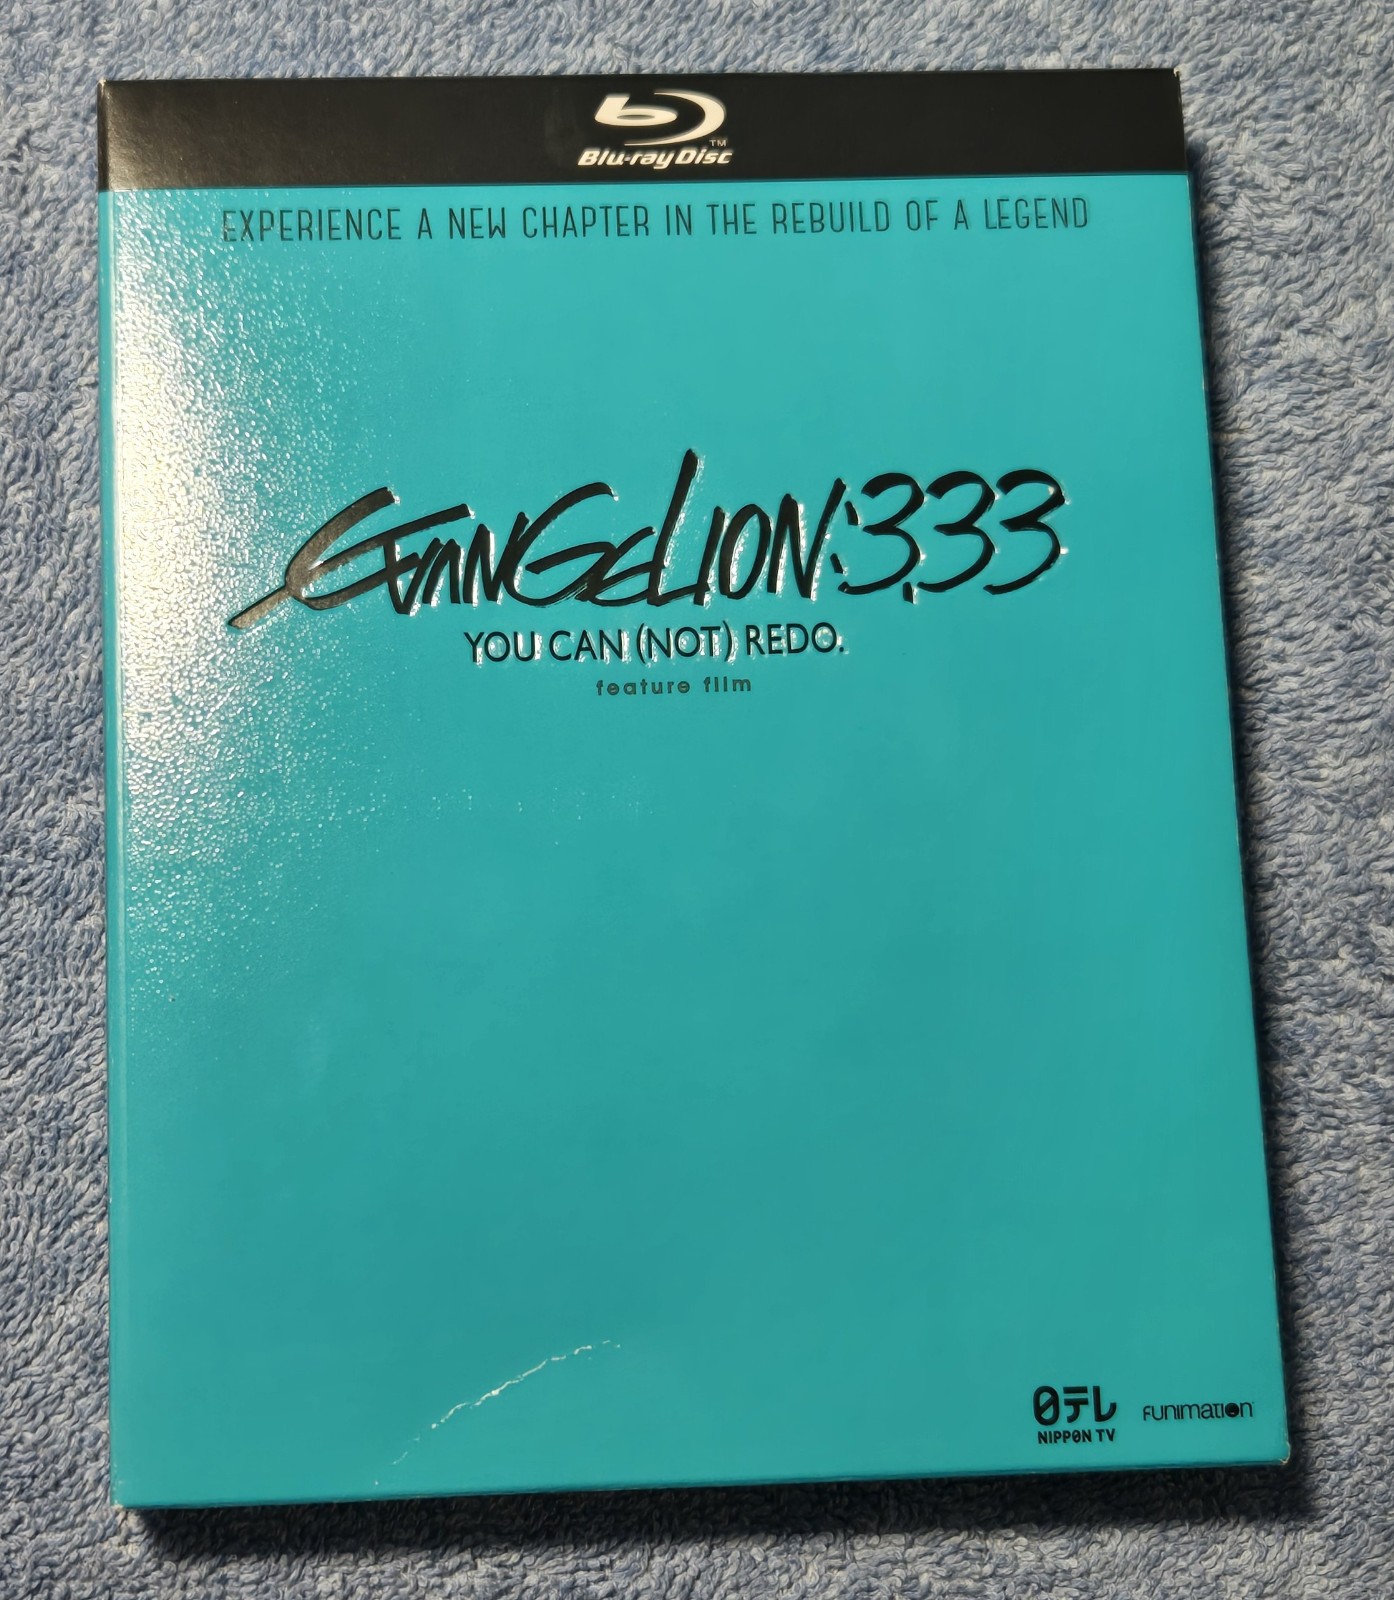 Blu-ray Disc™
EXPERIENCE A NEW CHAPTER IN THE REBUILD OF A LEGEND
EVANGELION:3.33
YOU CAN (NOT) REDO.
feature film
日テレ FUNIMATION
NIPPON TV